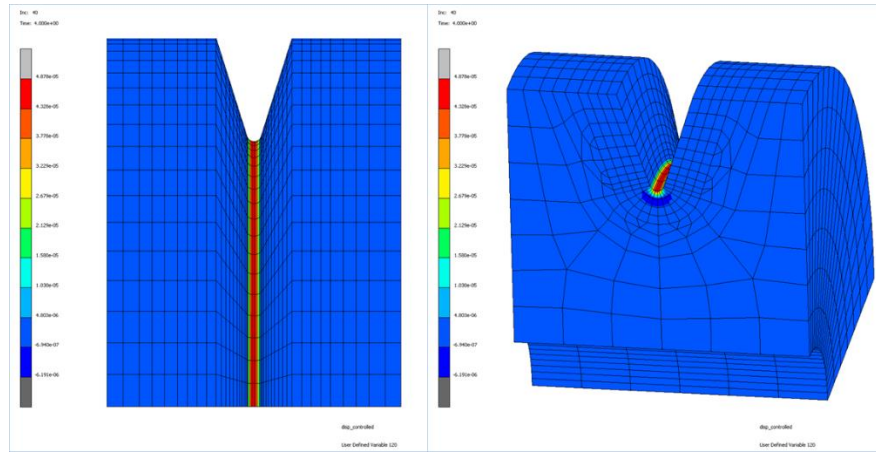 Inc: 40
Time: 4.000e+00
4.878e-05
4.328e-05
3.778e-05
3.229e-05
2.679e-05
2.129e-05
1.580e-05
1.030e-05
4.803e-06
-6.940e-07
-6.191e-06
disp_controlled
User Defined Variable 120
Inc: 40
Time: 4.000e+00
4.878e-05
4.328e-05
3.778e-05
3.229e-05
2.679e-05
2.129e-05
1.580e-05
1.030e-05
4.803e-06
-6.940e-07
-6.191e-06
disp_controlled
User Defined Variable 120